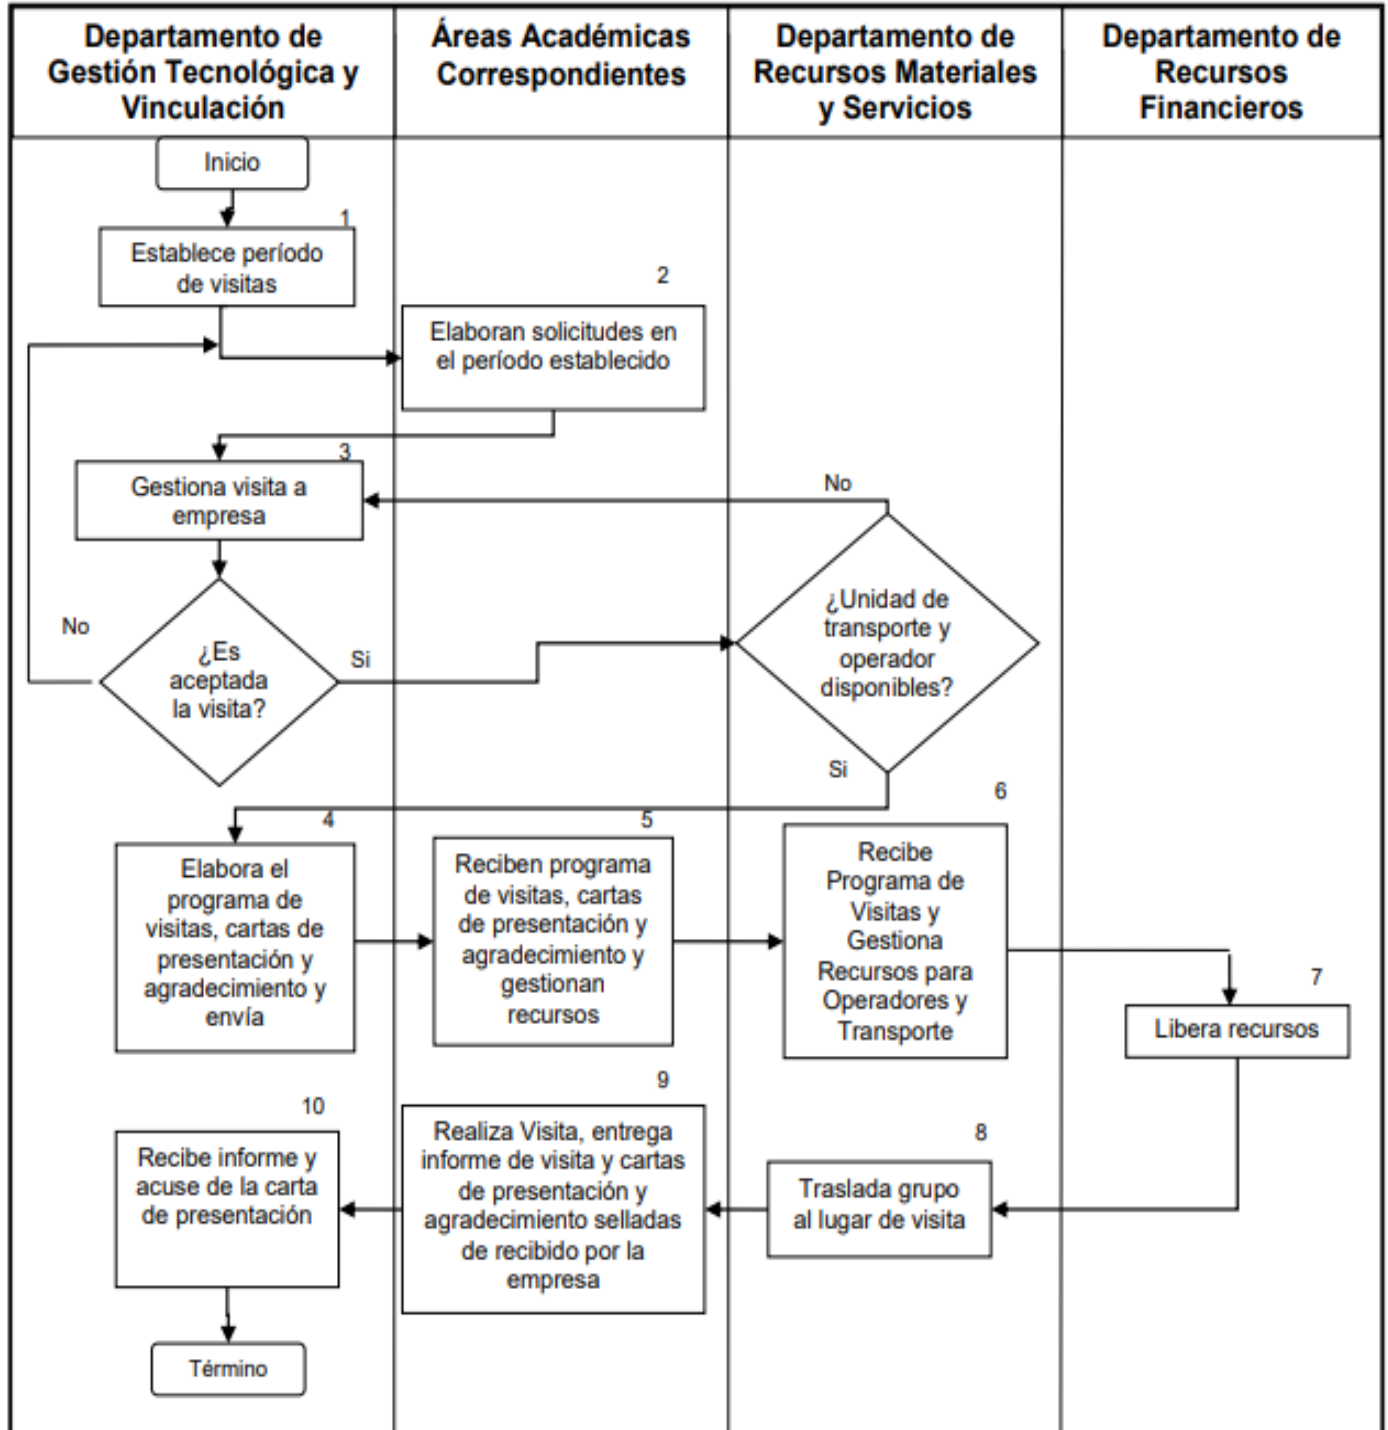 Departamento de
Gestión Tecnológica y
Vinculación
Áreas Académicas
Correspondientes
Departamento de
Recursos Materiales
y Servicios
Departamento de
Recursos
Financieros
Inicio
1
Establece período
de visitas
2
Elaboran solicitudes en
el período establecido
3
Gestiona visita a
empresa
No
¿Es
aceptada
la visita?
Si
No
¿Unidad de
transporte y
operador
disponibles?
Si
4
Elabora el
programa de
visitas, cartas de
presentación y
agradecimiento y
envía
5
Reciben programa
de visitas, cartas
de presentación y
agradecimiento y
gestionan
recursos
6
Recibe
Programa de
Visitas y
Gestiona
Recursos para
Operadores y
Transporte
7
Libera recursos
8
Traslada grupo
al lugar de visita
9
Realiza Visita, entrega
informe de visita y cartas
de presentación y
agradecimiento selladas
de recibido por la
empresa
10
Recibe informe y
acuse de la carta
de presentación
Término